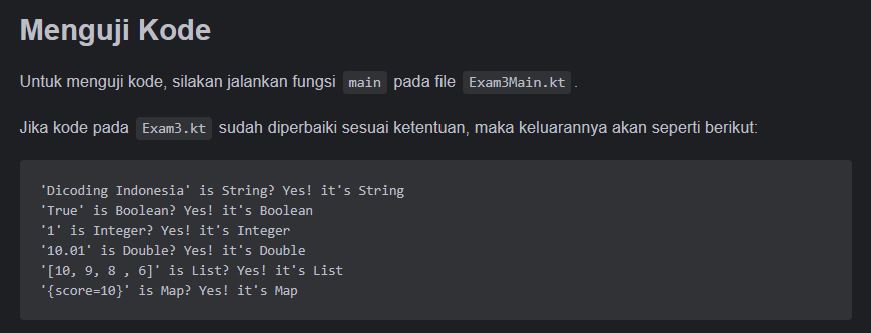 Menguji Kode
Untuk menguji kode, silakan jalankan fungsi main pada file Exam3Main.kt.
Jika kode pada Exam3.kt sudah diperbaiki sesuai ketentuan, maka keluarannya akan seperti berikut:
'Dicoding Indonesia' is String? Yes! it's String
'True' is Boolean? Yes! it's Boolean
'1' is Integer? Yes! it's Integer
'10.01' is Double? Yes! it's Double
'[10, 9, 8 , 6]' is List? Yes! it's List
'{score=10}' is Map? Yes! it's Map